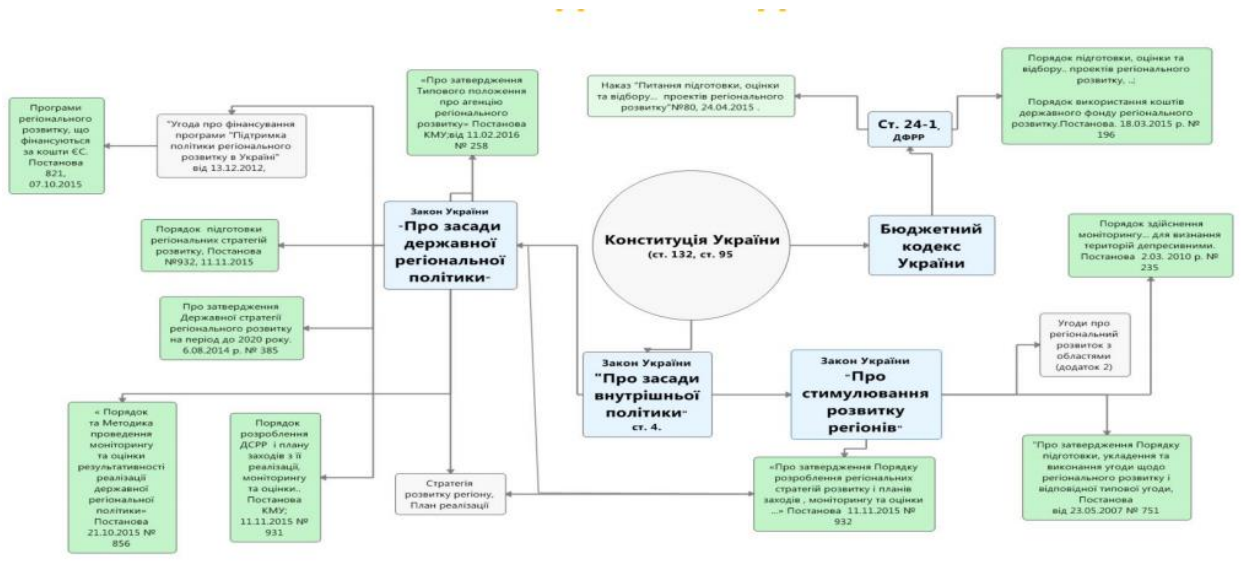 «Про затвердження
Типового положення
про агенцію
регіонального
розвитку» Постанова
КМУ;від 11.02.2016
№ 258
Наказ "Питання підготовки, оцінки
та відбору... проектів регіонального
розвитку"№80, 24.04.2015 .
Порядок підготовки, оцінки та
відбору.. проектів регіонального
розвитку, ..;
Порядок використання коштів
державного фонду регіонального
розвитку.Постанова. 18.03.2015 р. №
196
Ст. 24-1,
ДФРР
Програми
регіонального
розвитку, що
фінансуються
за кошти ЄС.
Постанова
821,
07.10.2015
"Угода про фінансування
програми "Підтримка
політики регіонального
розвитку в Україні"
від 13.12.2012,
Закон України
"Про засади
державної
регіональної
політики"
Конституція України
(ст. 132, ст. 95
Бюджетний
кодекс
України
Порядок здійснення
моніторингу... для визнання
територій депресивними.
Постанова 2.03. 2010 р. №
235
Порядок підготовки
регіональних стратегій
розвитку, Постанова
№932, 11.11.2015
Про затвердження
Державної стратегії
регіонального розвитку
на період до 2020 року.
6.08.2014 р. № 385
Угоди про
регіональний
розвиток з
областями
(додаток 2)
Закон України
"Про засади
внутрішньої
політики"
ст. 4.
Закон України
"Про
стимулювання
розвитку
регіонів"
« Порядок
та Методика
проведення
моніторингу
та оцінки
результативності
реалізації
державної
регіональної
політики»
Постанова
21.10.2015 №
856
Порядок
розроблення
ДСРР і плану
заходів з її
реалізації,
моніторингу
та оцінки..
Постанова
КМУ;
11.11.2015 №
931
Стратегія
розвитку регіону,
План реалізації
«Про затвердження Порядку
розроблення регіональних
стратегій розвитку і планів
заходів , моніторингу та оцінки
...» Постанова 11.11.2015 №
932
"Про затвердження Порядку
підготовки, укладення та
виконання угоди щодо
регіонального розвитку і
відповідної типової угоди,
Постанова
від 23.05.2007 № 751